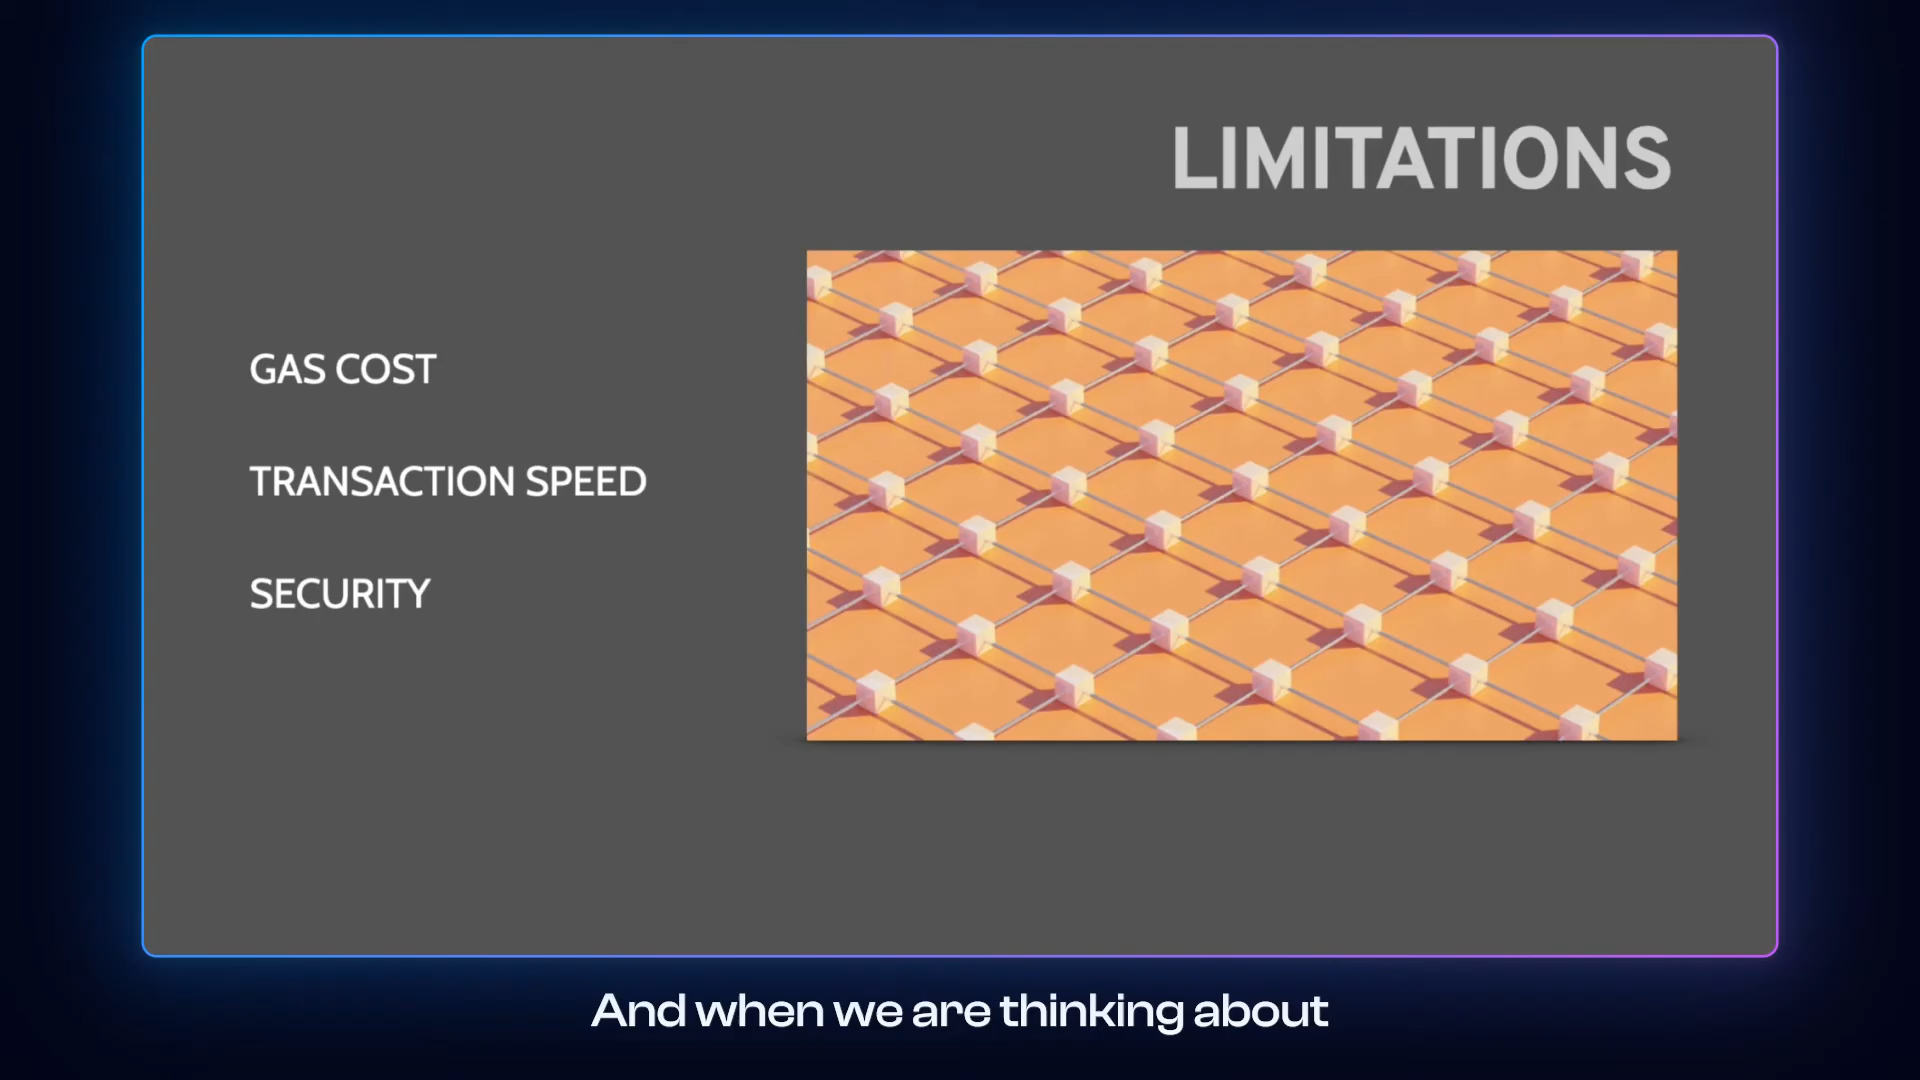 LIMITATIONS
GAS COST
TRANSACTION SPEED
SECURITY
And when we are thinking about